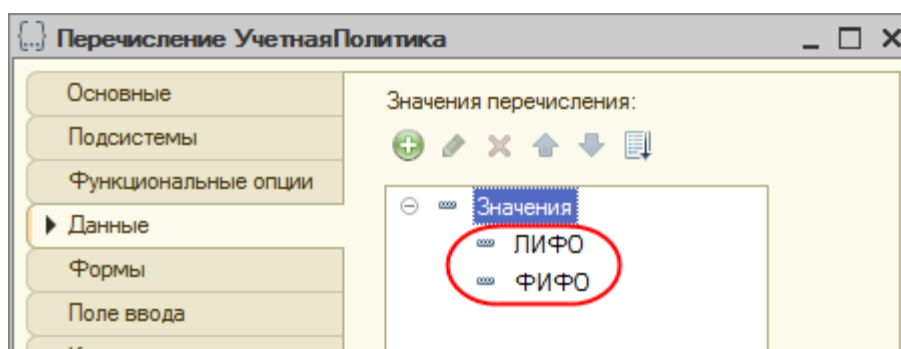 Перечисление УчетнаяПолитика
Основные
Подсистемы
Функциональные опции
Данные
Формы
Поле ввода
Значения перечисления:
Значения
ЛИФО
ФИФО